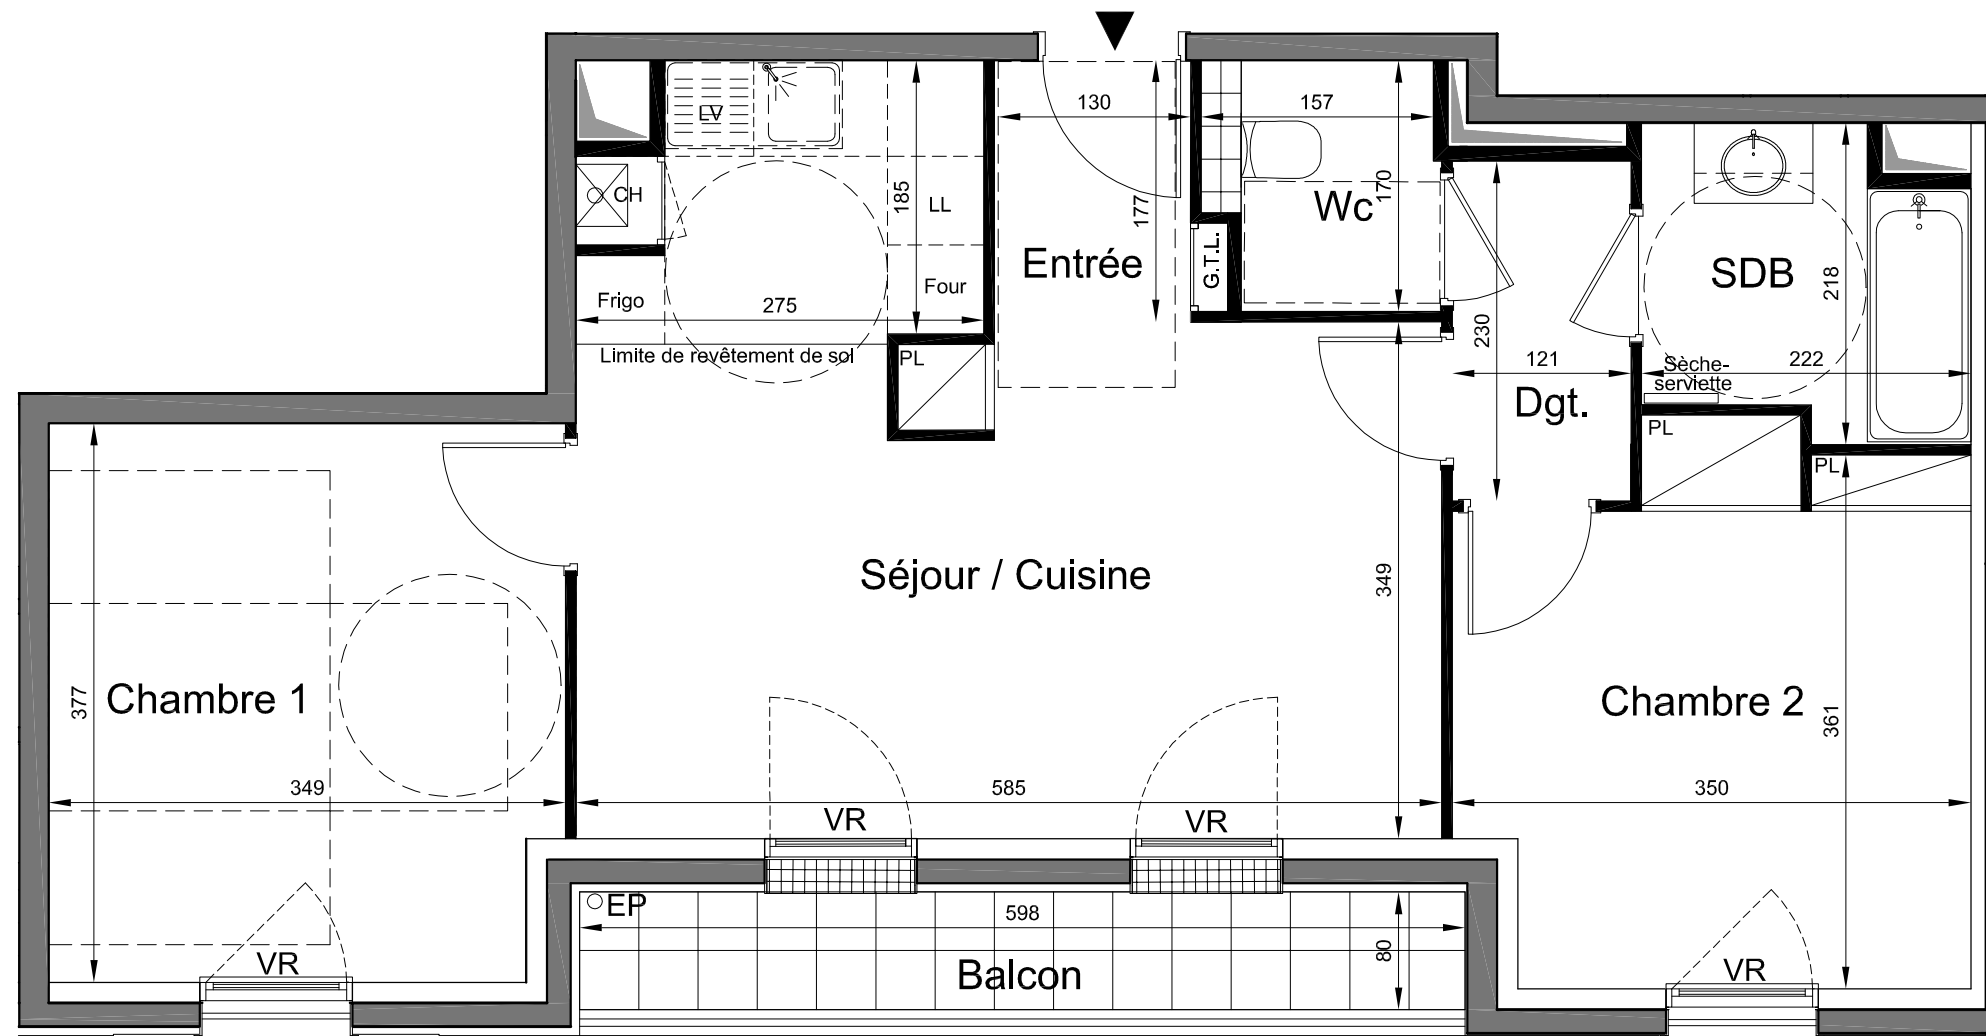 130
157
LV
CH
185
LL
177
Wc
170
Entrée
G.T.L.
SDB
218
Frigo
Four
275
230
Limite de revêtement de sol
PL
121
Sèche-
serviette
222
Dgt.
PL
PL
Séjour / Cuisine
349
377
Chambre 1
Chambre 2
361
349
585
350
VR
VR
EP
598
80
VR
Balcon
VR